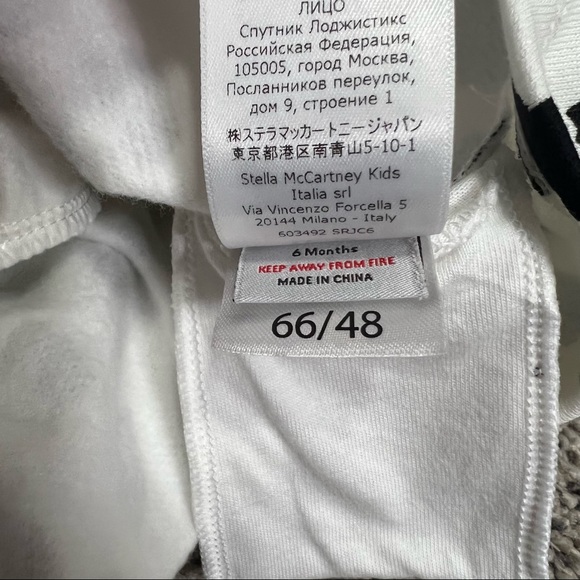 ЛИЦО
Спутник Лоджистикс
Российская Федерация,
105005, город Москва,
Посланников переулок,
дом 9, строение 1
㈱ステラマッカートニージャパン
東京都港区南青山5-10-1
Stella McCartney Kids
Italia srl
Via Vincenzo Forcella 5
20144 Milano - Italy
603492 SRJC6
6 Months
KEEP AWAY FROM FIRE
MADE IN CHINA
66/48